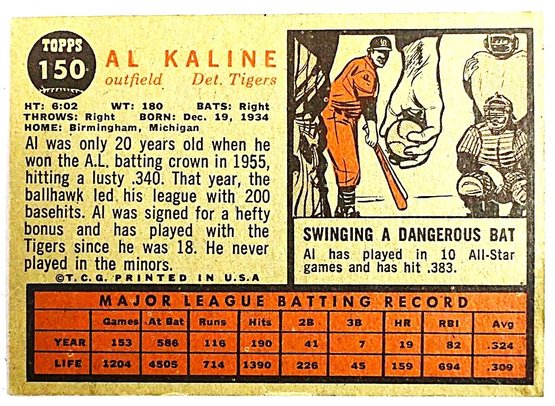 TOPPS
150
AL KALINE
outfield Det. Tigers
HT: 6:02 WT: 180 BATS: Right
THROWS: Right BORN: Dec. 19, 1934
HOME: Birmingham, Michigan
Al was only 20 years old when he
won the A.L. batting crown in 1955,
hitting a lusty .340. That year, the
ballhawk led his league with 200
basehits. Al was signed for a hefty
bonus and has played with the
Tigers since he was 18. He never
played in the minors.
©T.C.G. PRINTED IN U.S.A
SWINGING A DANGEROUS BAT
Al has played in 10 All-Star
games and has hit .383.
MAJOR LEAGUE BATTING RECORD
Games At Bat Runs Hits 2B 3B HR RBI Avg
YEAR 153 586 116 190 41 7 19 82 .324
LIFE 1204 4505 714 1390 226 45 159 694 .309